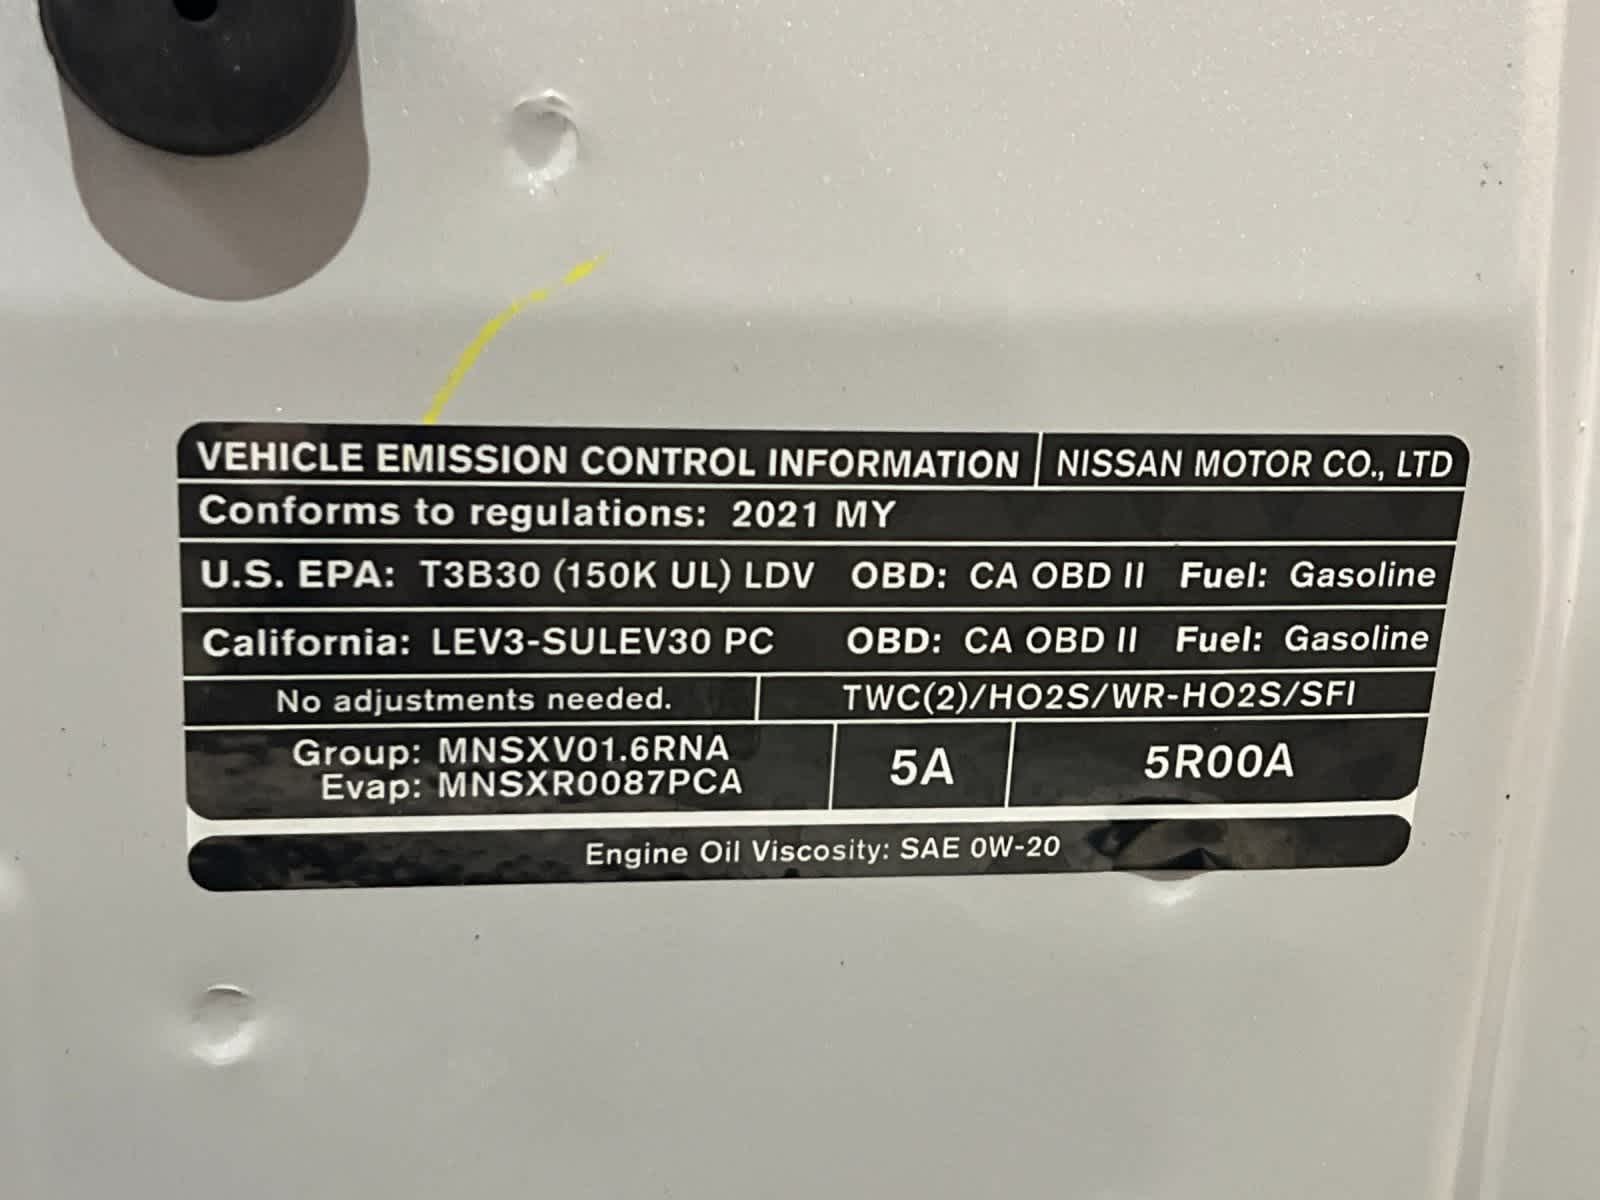 VEHICLE EMISSION CONTROL INFORMATION NISSAN MOTOR CO., LTD
Conforms to regulations: 2021 MY
U.S. EPA: T3B30 (150K UL) LDV OBD: CA OBD II Fuel: Gasoline
California: LEV3-SULEV30 PC OBD: CA OBD II Fuel: Gasoline
No adjustments needed. TWC(2)/HO2S/WR-HO2S/SFI
Group: MNSXV01.6RNA
Evap: MNSXR0087PCA
5A
5R00A
Engine Oil Viscosity: SAE 0W-20